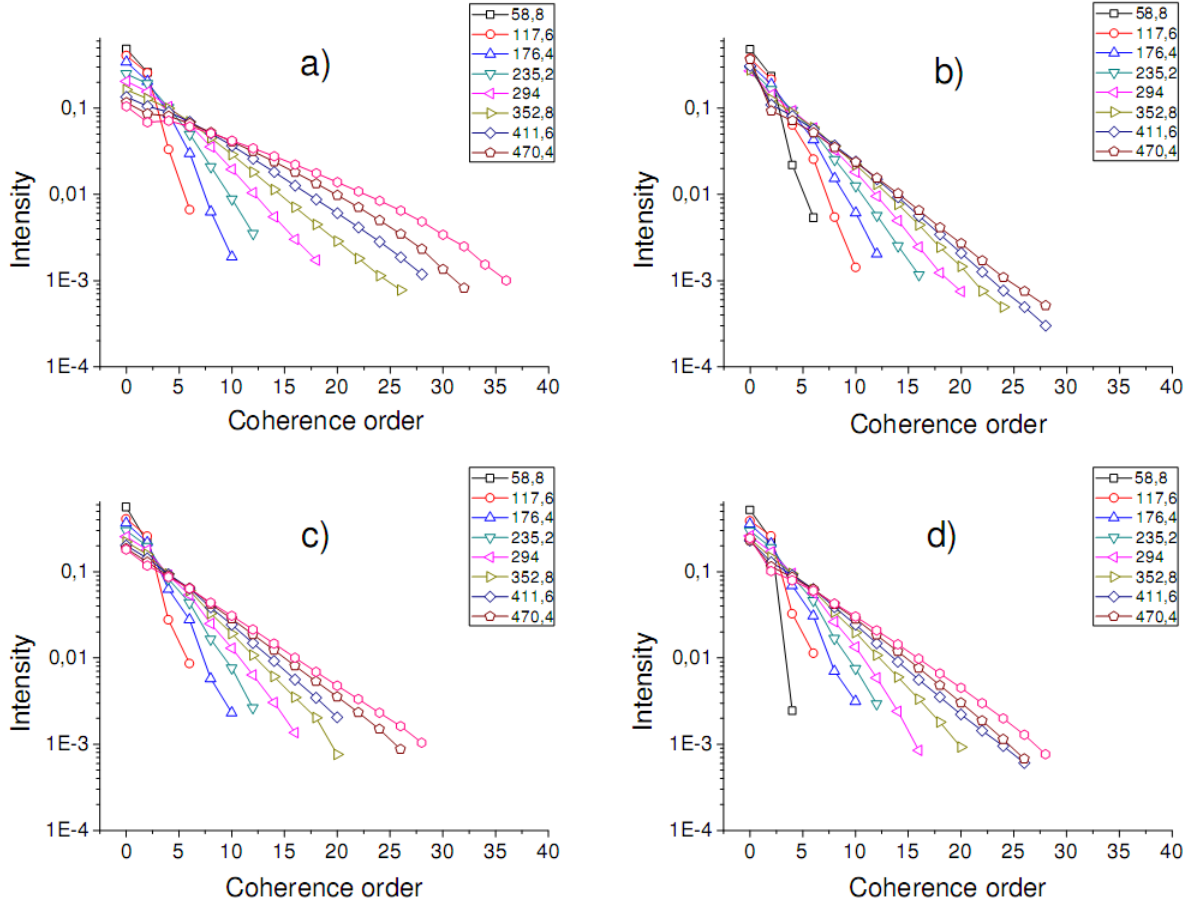 a)
58,8
117,6
176,4
235,2
294
352,8
411,6
470,4
Intensity
0,1
0,01
1E-3
1E-4
0 5 10 15 20 25 30 35 40
Coherence order
b)
58,8
117,6
176,4
235,2
294
352,8
411,6
470,4
Intensity
0,1
0,01
1E-3
1E-4
0 5 10 15 20 25 30 35 40
Coherence order
c)
58,8
117,6
176,4
235,2
294
352,8
411,6
470,4
Intensity
0,1
0,01
1E-3
1E-4
0 5 10 15 20 25 30 35 40
Coherence order
d)
58,8
117,6
176,4
235,2
294
352,8
411,6
470,4
Intensity
0,1
0,01
1E-3
1E-4
0 5 10 15 20 25 30 35 40
Coherence order